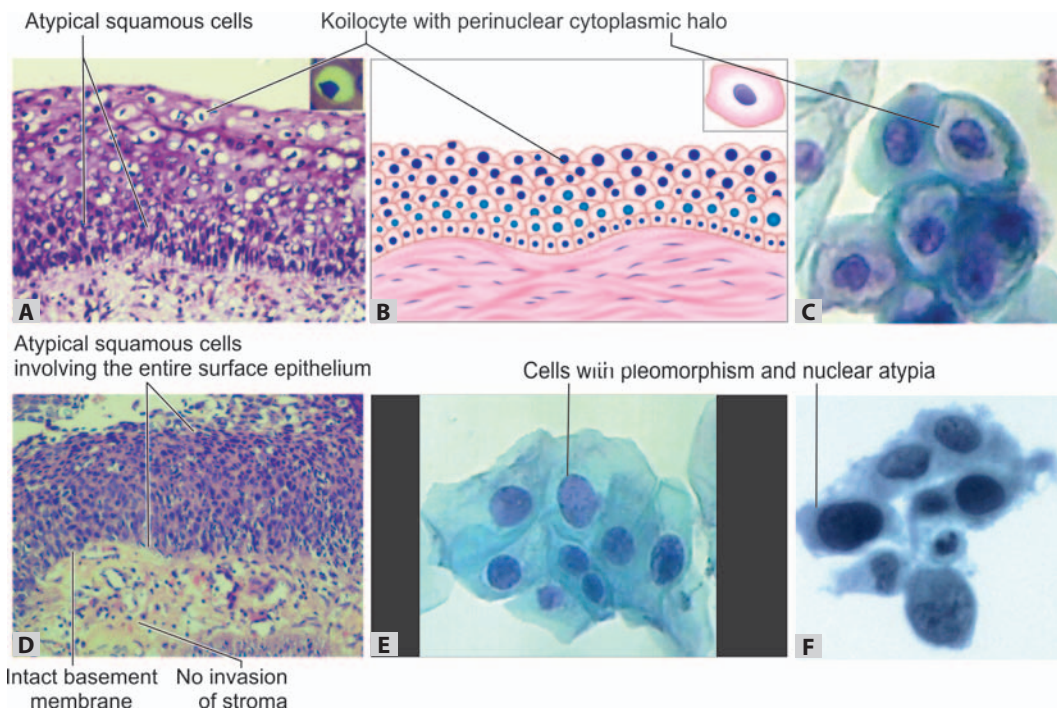 Atypical squamous cells
Koilocyte with perinuclear cytoplasmic halo
A
B
C
Atypical squamous cells
involving the entire surface epithelium
Cells with pleomorphism and nuclear atypia
D
E
F
Intact basement
membrane
No invasion
of stroma